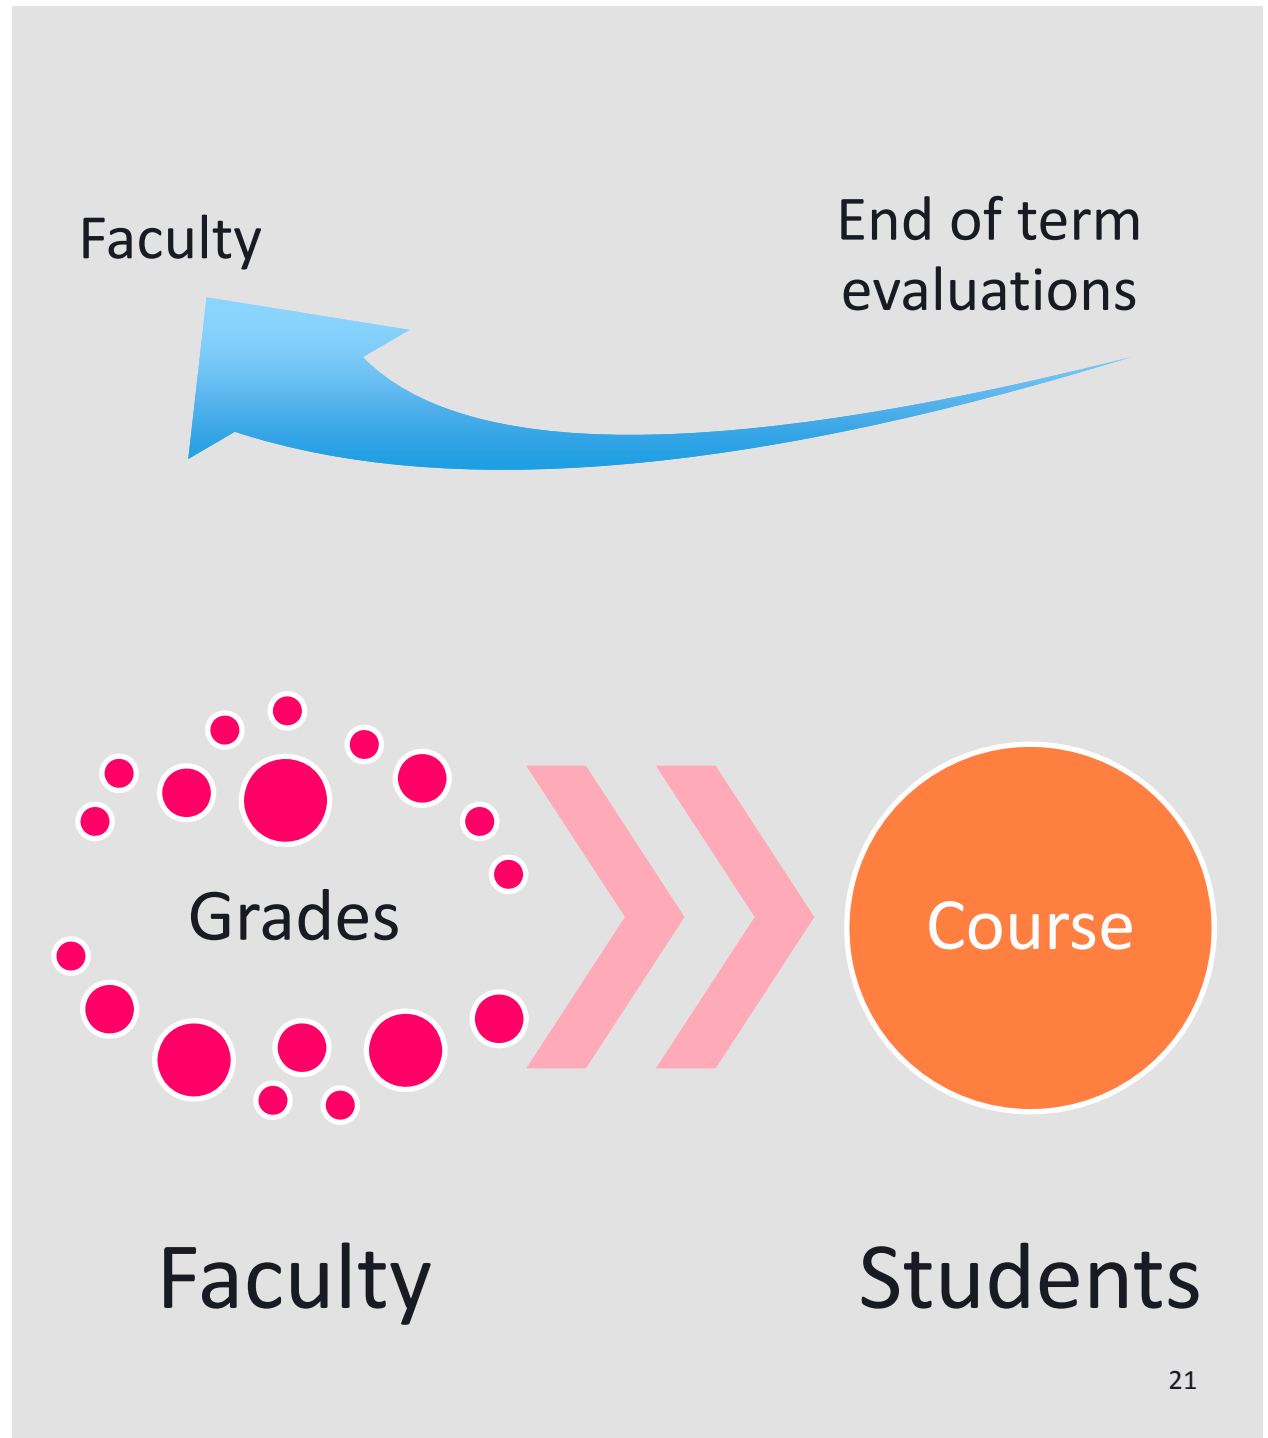 Faculty
End of term
evaluations
Grades
Course
Faculty
Students
21